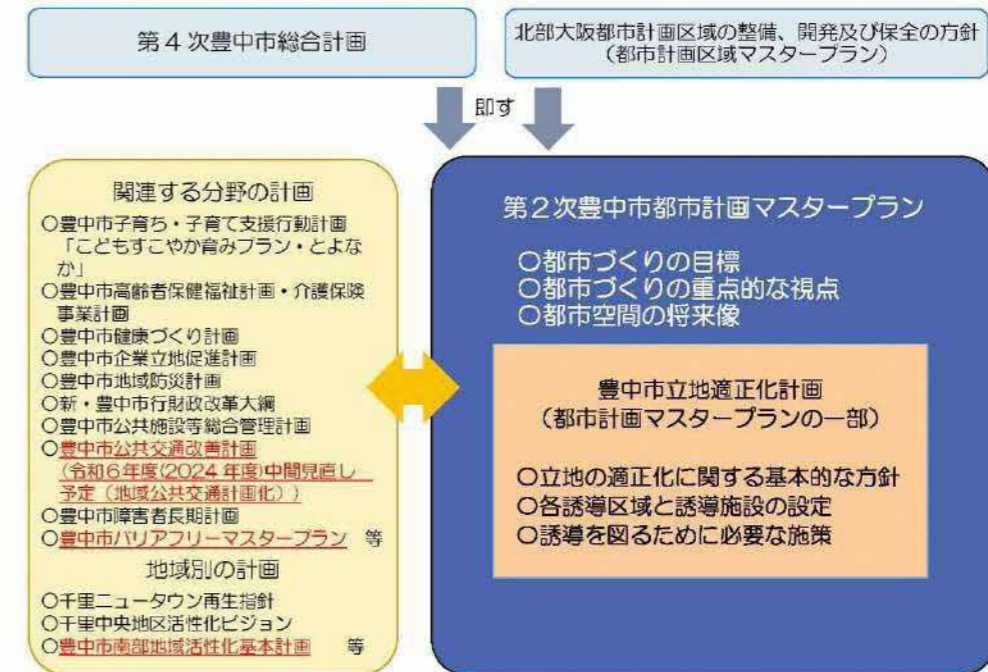 第4次豊中市総合計画
北部大阪都市計画区域の整備、開発及び保全の方針
（都市計画区域マスタープラン）
即す
関連する分野の計画
○豊中市子育ち・子育て支援行動計画
「こどもすこやか育みプラン・とよな
か」
○豊中市高齢者保健福祉計画・介護保険
事業計画
○豊中市健康づくり計画
○豊中市企業立地促進計画
○豊中市地域防災計画
○新・豊中市行財政改革大綱
○豊中市公共施設等総合管理計画
○豊中市公共交通改善計画
（令和6年度(2024年度)中間見直し
予定（地域公共交通計画化））
○豊中市障害者長期計画
○豊中市バリアフリーマスタープラン 等
地域別の計画
○千里ニュータウン再生指針
○千里中央地区活性化ビジョン
○豊中市南部地域活性化基本計画 等
第2次豊中市都市計画マスタープラン
○都市づくりの目標
○都市づくりの重点的な視点
○都市空間の将来像
豊中市立地適正化計画
（都市計画マスタープランの一部）
○立地の適正化に関する基本的な方針
○各誘導区域と誘導施設の設定
○誘導を図るために必要な施策